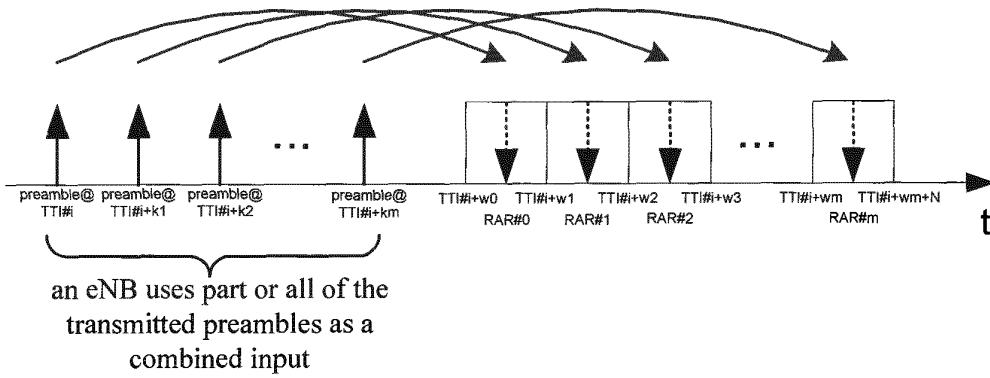 preamble@
TTI#i
preamble@
TTI#i+k1
preamble@
TTI#i+k2
...
preamble@
TTI#i+km
TTI#i+w0
TTI#i+w1
TTI#i+w2
TTI#i+w3
...
TTI#i+wm
TTI#i+wm+N
RAR#0
RAR#1
RAR#2
RAR#m
t
an eNB uses part or all of the
transmitted preambles as a
combined input